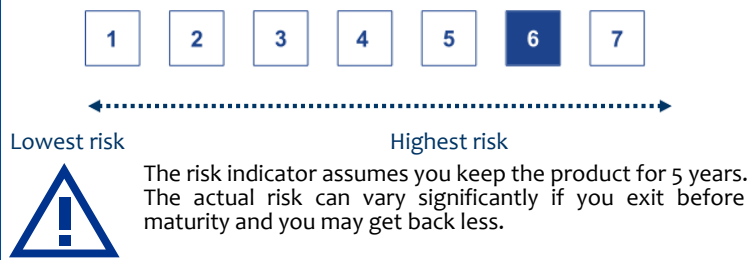 1 2 3 4 5 6 7
Lowest risk Highest risk
The risk indicator assumes you keep the product for 5 years.
The actual risk can vary significantly if you exit before
maturity and you may get back less.